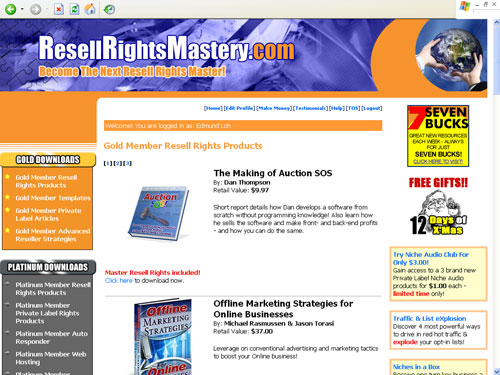 ResellRightsMastery.com
Become The Next Resell Rights Master!
[Home] [Edit Profile] [Make Money] [Testimonials] [Help] [TOS] [Logout]
Welcome! You are logged in as: Edmund Loh
Gold Member Resell Rights Products
[1] [2] [3]
GOLD DOWNLOADS
Gold Member Resell
Rights Products
Gold Member Templates
Gold Member Private
Label Articles
Gold Member Advanced
Reseller Strategies
PLATINUM DOWNLOADS
Platinum Member Resell
Rights Products
Platinum Member
Private Label Rights
Products
Platinum Member Auto
Responder
Platinum Member Web
Hosting
Platinum Member
Auction
SOS
The Making of Auction SOS
By: Dan Thompson
Retail Value: $9.97
Short report details how Dan develops a software from
scratch without programming knowledge! Also learn how
he sells the software and make front- and back-end profits
- and how you can do the same.
Master Resell Rights included!
Click here to download now.
Offline
MARKETING
STRATEGIES
Offline Marketing Strategies for
Online Businesses
By: Michael Rasmussen & Jason Torasi
Retail Value: $37.00
Leverage on conventional advertising and marketing tactics
to boost your Online business!
7 SEVEN
BUCKS
GREAT NEW RESOURCES
EACH WEEK - ALWAYS
FOR JUST
SEVEN BUCKS!
CLICK HERE TO VISIT!
FREE GIFTS!!
12 Days of
X-Mas
Try Niche Audio Club For
Only $3.00!
Gain access to a 3 brand new
Private Label Niche Audio
products for $1.00 each -
limited time only!
Traffic & List eXplosion
Discover 4 most powerful ways
to drive in red hot traffic &
explode your opt-in lists!
Niches in a Box